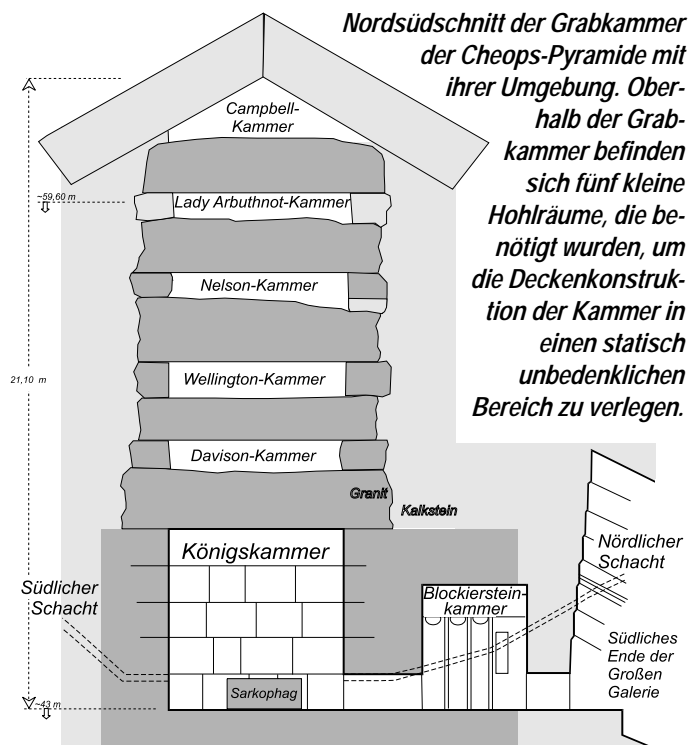 Nordsüdschnitt der Grabkammer
der Cheops-Pyramide mit
ihrer Umgebung. Ober-
halb der Grab-
kammer befinden
sich fünf kleine
Hohlräume, die be-
nötigt wurden, um
die Deckenkonstruk-
tion der Kammer in
einen statisch
unbedenklichen
Bereich zu verlegen.
Campbell-
Kammer
~59,60 m
Lady Arbuthnot-Kammer
Nelson-Kammer
21,10 m
Wellington-Kammer
Davison-Kammer
Granit
Kalkstein
Königskammer
Südlicher
Schacht
Blockierstein-
kammer
Nördlicher
Schacht
Südliches
Ende der
Großen
Galerie
Sarkophag
~43 m